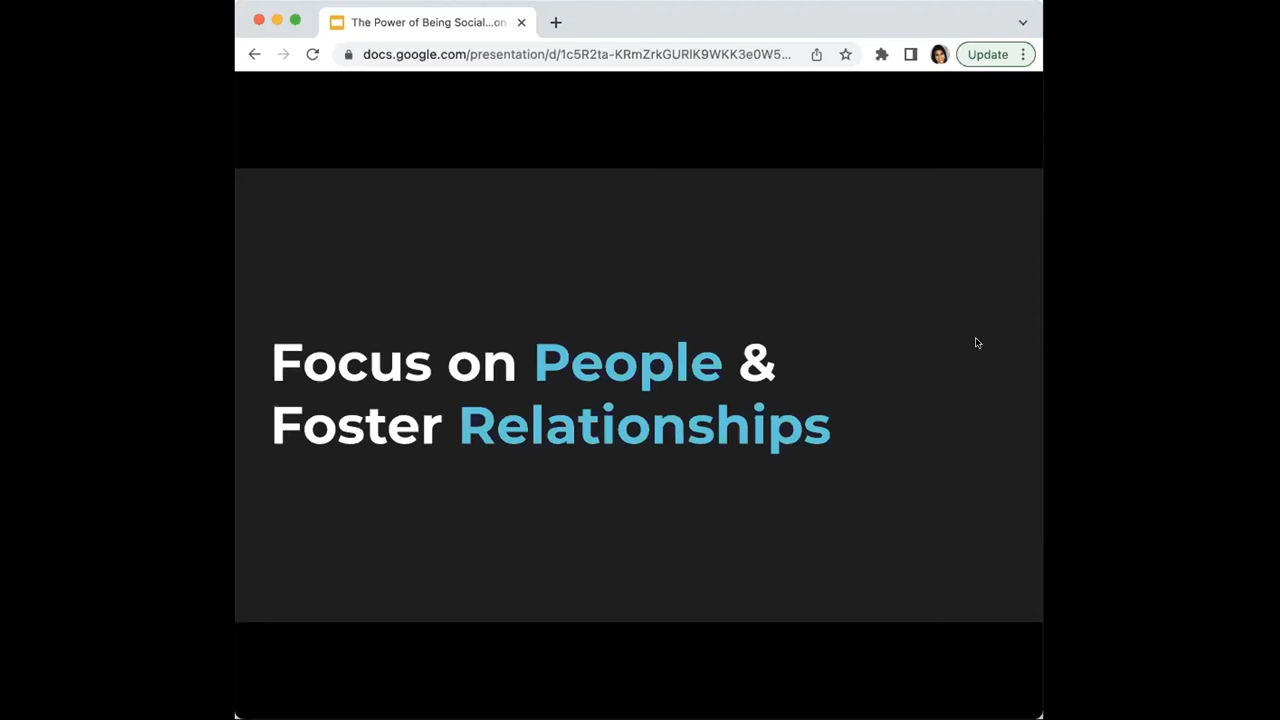 The Power of Being Social...on
docs.google.com/presentation/d/1c5R2ta-KRmZrkGURlK9WKK3e0W5...
Update
Focus on People &
Foster Relationships